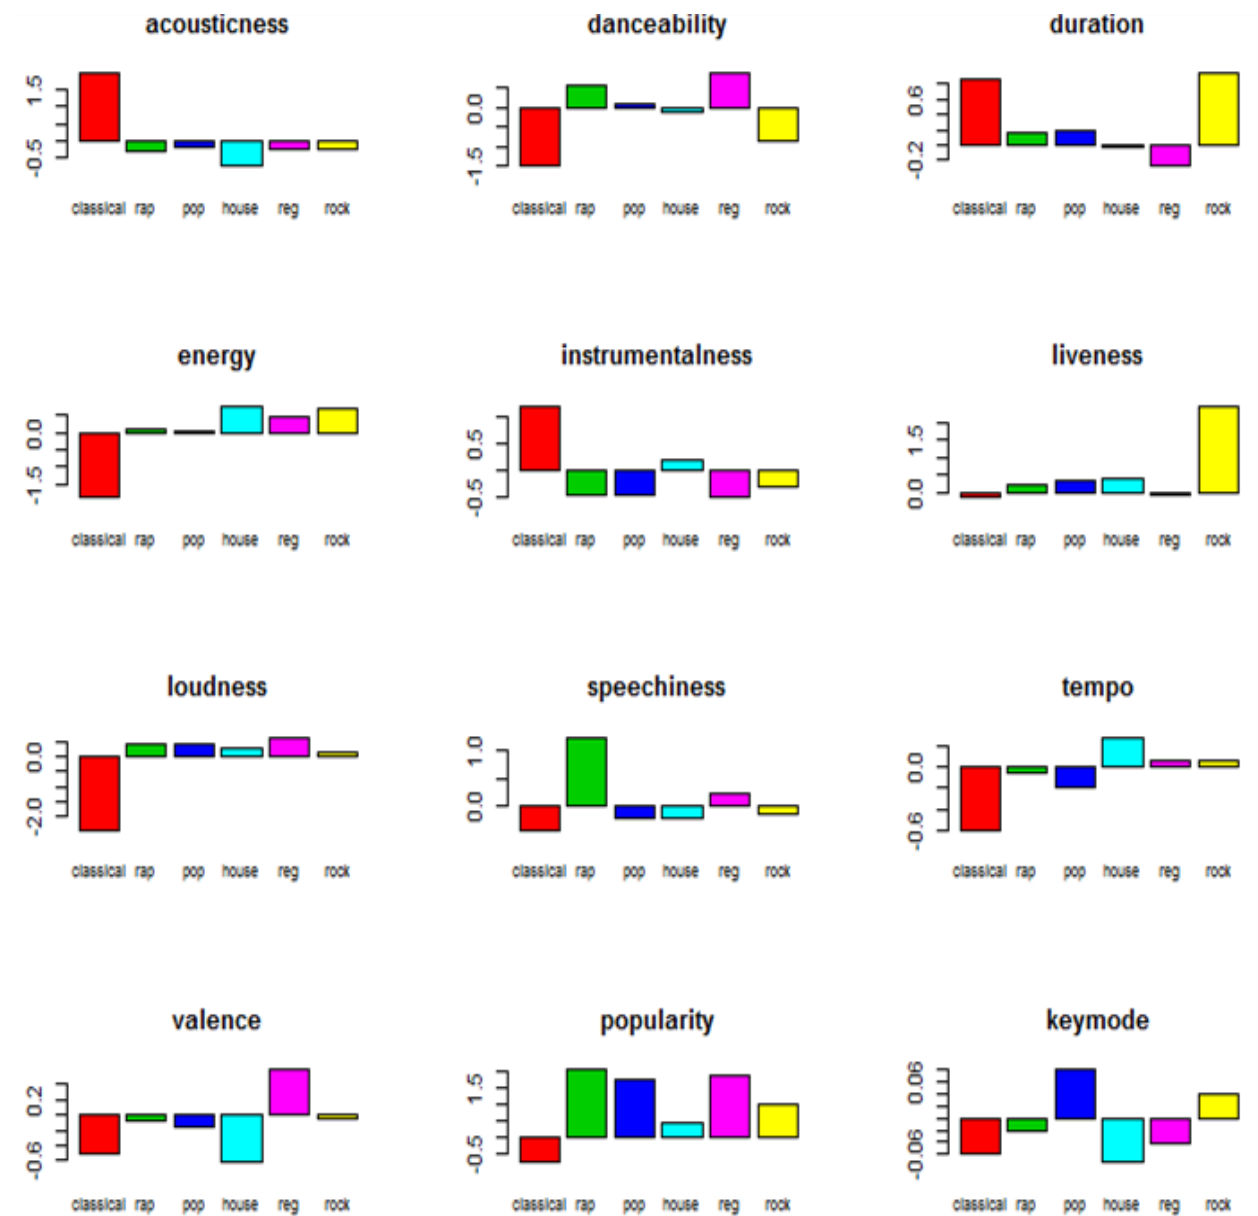 acousticness danceability duration
1.5 0.0 0.6
-0.5 -1.5 -0.2
classical rap pop house reg rock classical rap pop house reg rock classical rap pop house reg rock
energy instrumentalness liveness
0.0 0.5 1.5
-1.5 -0.5 0.0
classical rap pop house reg rock classical rap pop house reg rock classical rap pop house reg rock
loudness speechiness tempo
0.0 1.0 0.0
-2.0 0.0 -0.6
classical rap pop house reg rock classical rap pop house reg rock classical rap pop house reg rock
valence popularity keymode
0.2 1.5 0.06
-0.6 -0.5 -0.06
classical rap pop house reg rock classical rap pop house reg rock classical rap pop house reg rock